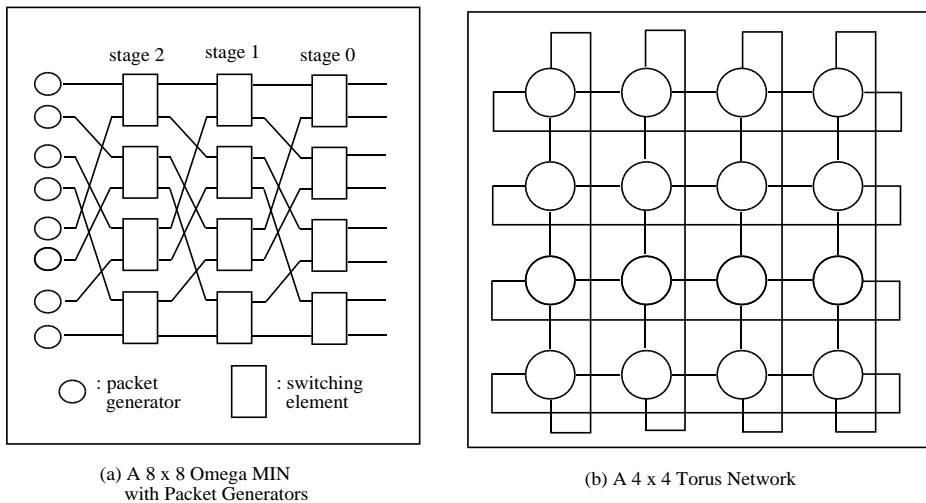 stage 2
stage 1
stage 0
: packet
generator
: switching
element
(a) A 8 x 8 Omega MIN
with Packet Generators
(b) A 4 x 4 Torus Network